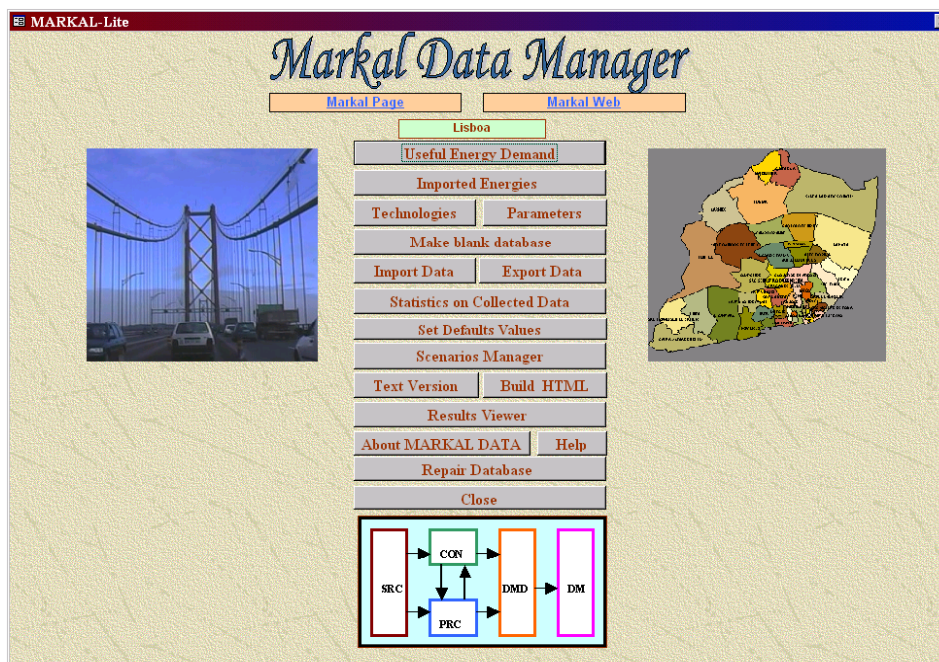 MARKAL-Lite
Markal Data Manager
Markal Page Markal Web
Lisboa
Useful Energy Demand
Imported Energies
Technologies Parameters
Make blank database
Import Data Export Data
Statistics on Collected Data
Set Defaults Values
Scenarios Manager
Text Version Build HTML
Results Viewer
About MARKAL DATA Help
Repair Database
Close
CON
SRC DMD DM
PRC